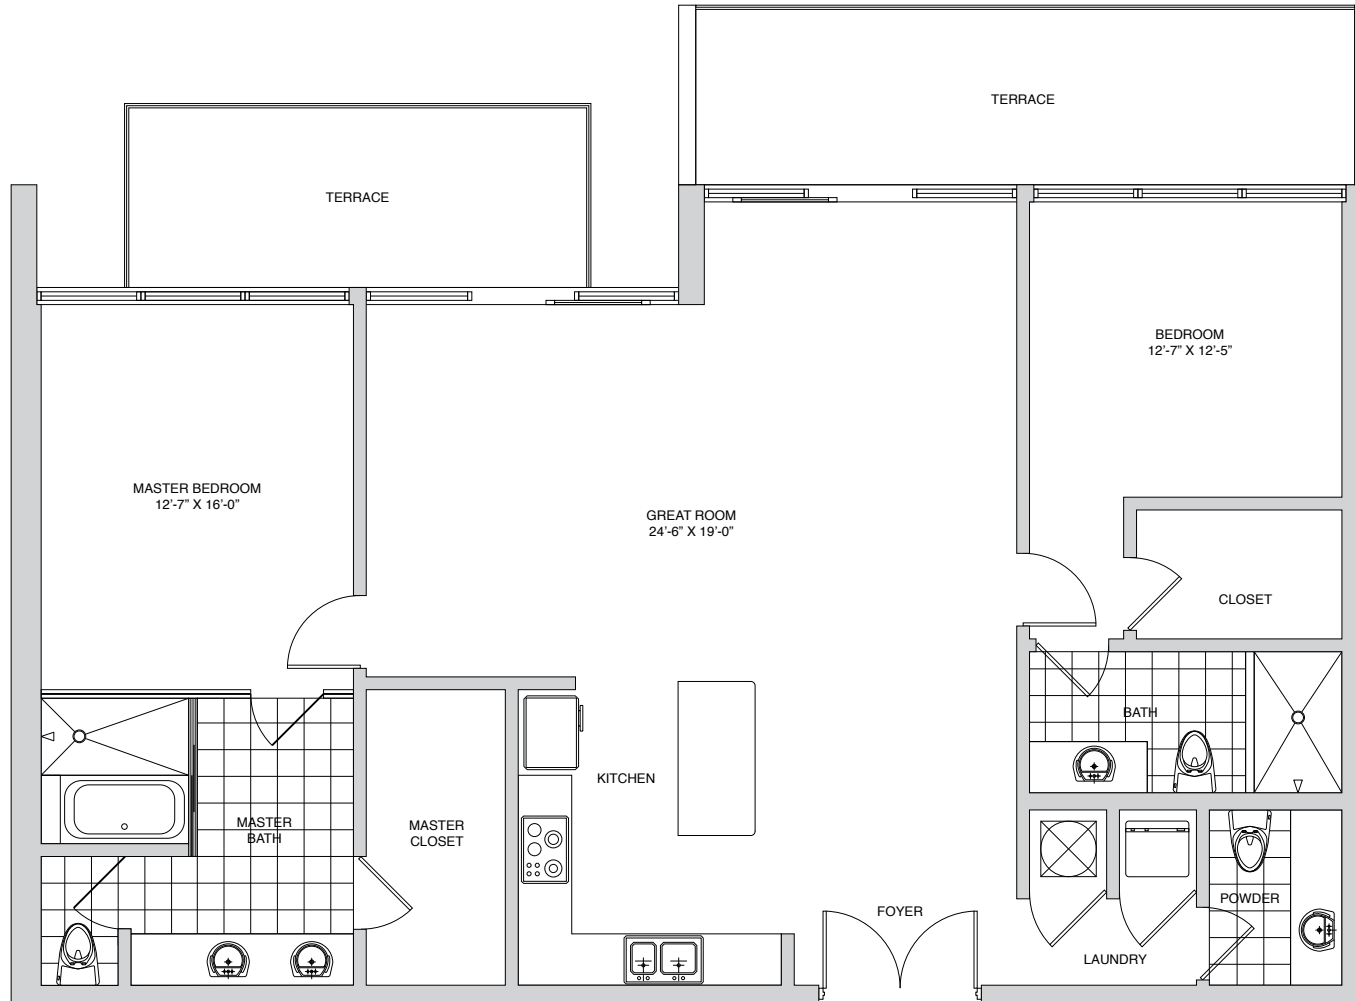 TERRACE
TERRACE
BEDROOM
12’-7” X 12’-5”
MASTER BEDROOM
12’-7” X 16’-0”
GREAT ROOM
24’-6” X 19’-0”
CLOSET
BATH
KITCHEN
MASTER
BATH
MASTER
CLOSET
POWDER
FOYER
LAUNDRY